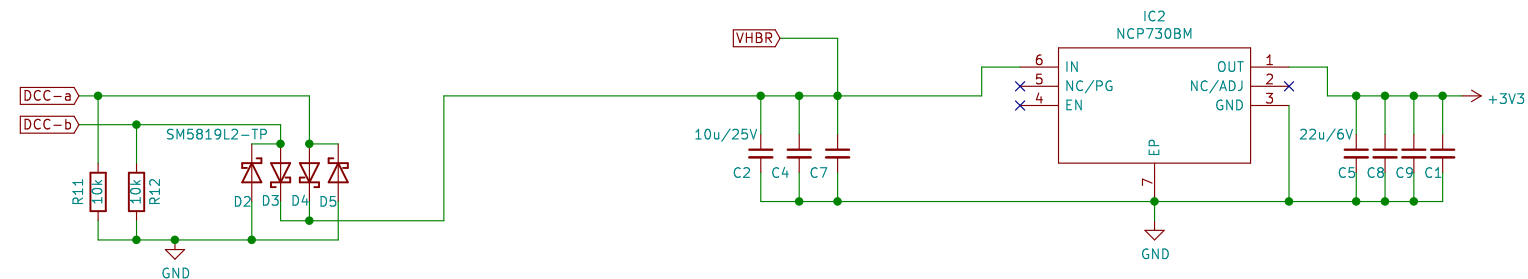 IC2
NCP730BM
VHBR
6 IN
OUT 1
5 NC/PG
NC/ADJ 2
4 EN
GND 3
EP
7
GND
DCC-a
DCC-b
SM5819L2-TP
R11
10k
10k
R12
D2
D3
D4
D5
GND
10u/25V
C2
C4
C7
22u/6V
C5
C8
C9
C1
+3V3